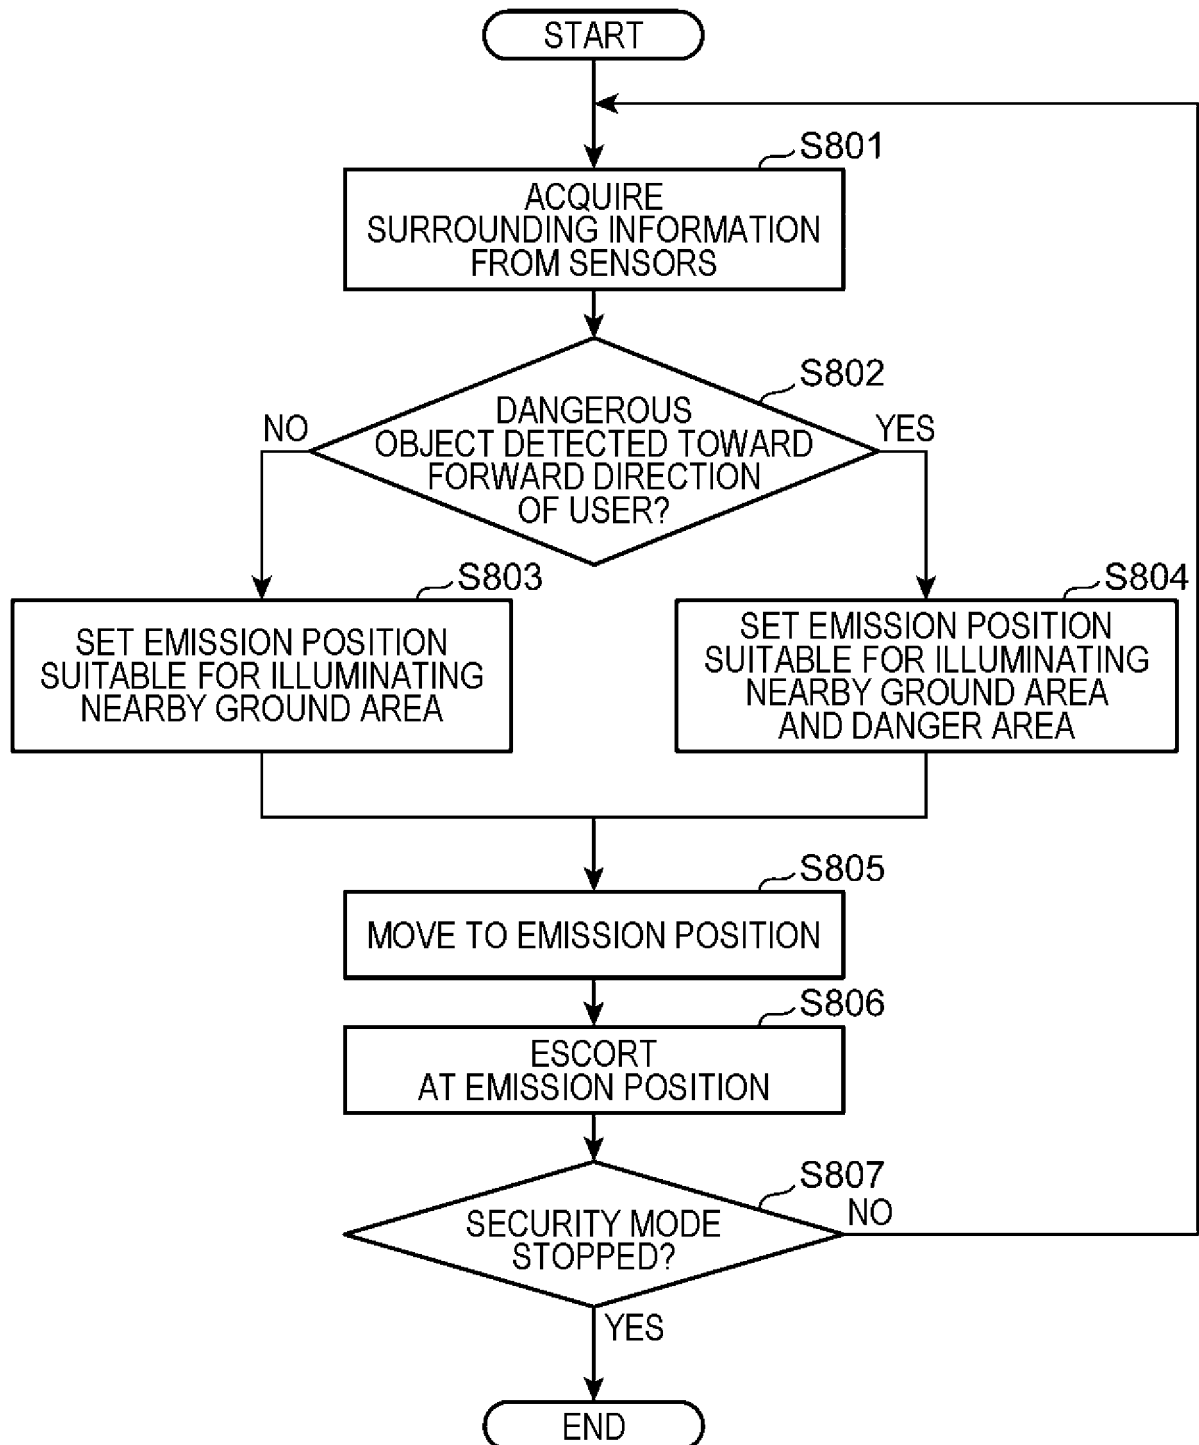 START
S801
ACQUIRE
SURROUNDING INFORMATION
FROM SENSORS
S802
DANGEROUS
OBJECT DETECTED TOWARD
FORWARD DIRECTION
OF USER?
NO
YES
S803
SET EMISSION POSITION
SUITABLE FOR ILLUMINATING
NEARBY GROUND AREA
S804
SET EMISSION POSITION
SUITABLE FOR ILLUMINATING
NEARBY GROUND AREA
AND DANGER AREA
S805
MOVE TO EMISSION POSITION
S806
ESCORT
AT EMISSION POSITION
S807
SECURITY MODE
STOPPED?
NO
YES
END